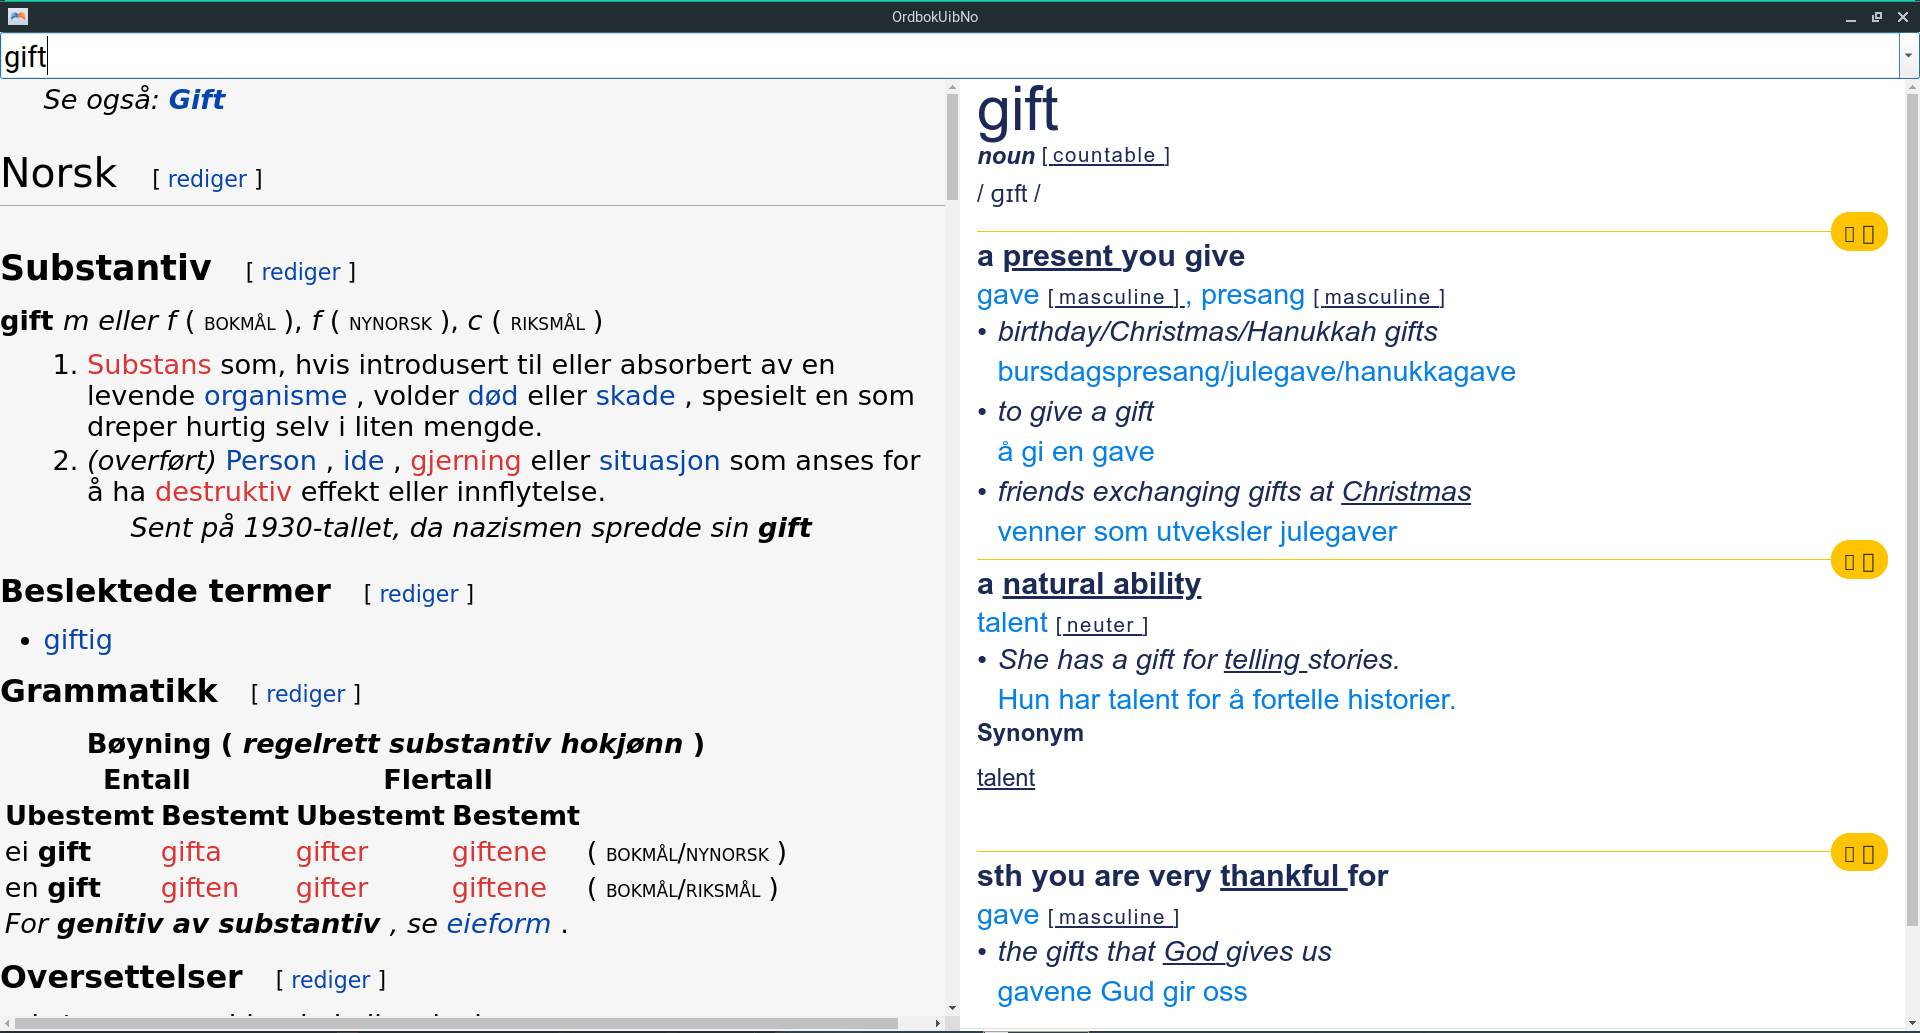 OrdbokUibNo
gift
Se også: Gift
Norsk [ rediger ]
Substantiv [ rediger ]
gift m eller f ( BOKMÅL ), f ( NYNORSK ), c ( RIKSMÅL )
1. Substans som, hvis introdusert til eller absorbert av en
levende organisme , volder død eller skade , spesielt en som
dreper hurtig selv i liten mengde.
2. (overført) Person , ide , gjerning eller situasjon som anses for
å ha destruktiv effekt eller innflytelse.
Sent på 1930-tallet, da nazismen spredde sin gift
Beslektede termer [ rediger ]
• giftig
Grammatikk [ rediger ]
Bøyning ( regelrett substantiv hokjønn )
Entall Flertall
Ubestemt Bestemt Ubestemt Bestemt
ei gift gifta gifter giftene ( BOKMÅL/NYNORSK )
en gift giften gifter giftene ( BOKMÅL/RIKSMÅL )
For genitiv av substantiv , se eieform .
Oversettelser [ rediger ]
gift
noun [ countable ]
/ ɡɪft /
a present you give
gave [ masculine ] , presang [ masculine ]
• birthday/Christmas/Hanukkah gifts
bursdagspresang/julegave/hanukkagave
• to give a gift
å gi en gave
• friends exchanging gifts at Christmas
venner som utveksler julegaver
a natural ability
talent [ neuter ]
• She has a gift for telling stories.
Hun har talent for å fortelle historier.
Synonym
talent
sth you are very thankful for
gave [ masculine ]
• the gifts that God gives us
gavene Gud gir oss